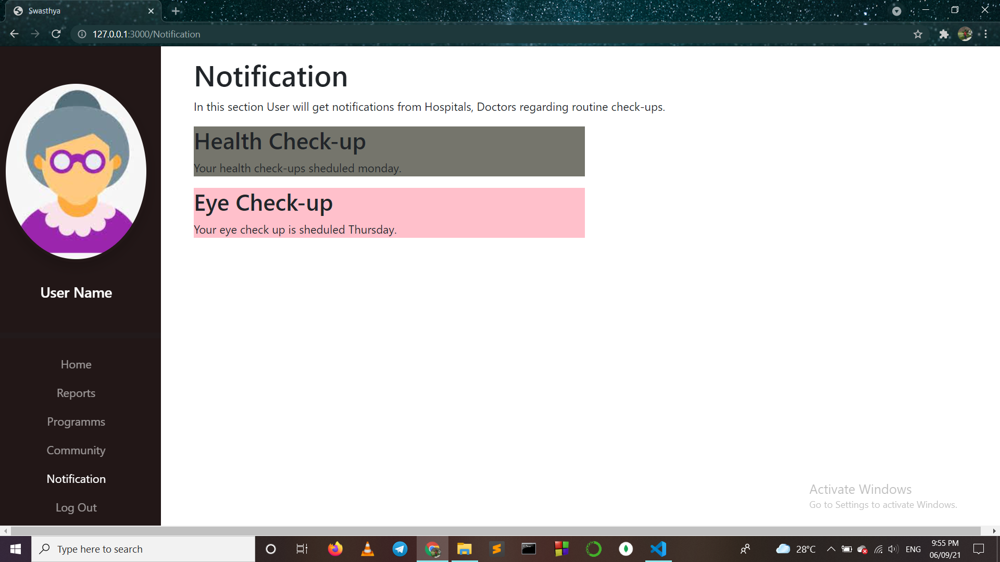 Swasthya
127.0.0.1:3000/Notification
Notification
In this section User will get notifications from Hospitals, Doctors regarding routine check-ups.
Health Check-up
Your health check-ups sheduled monday.
Eye Check-up
Your eye check up is sheduled Thursday.
User Name
Home
Reports
Programms
Community
Notification
Log Out
Activate Windows
Go to Settings to activate Windows.
Type here to search
28°C
ENG
9:55 PM
06/09/21